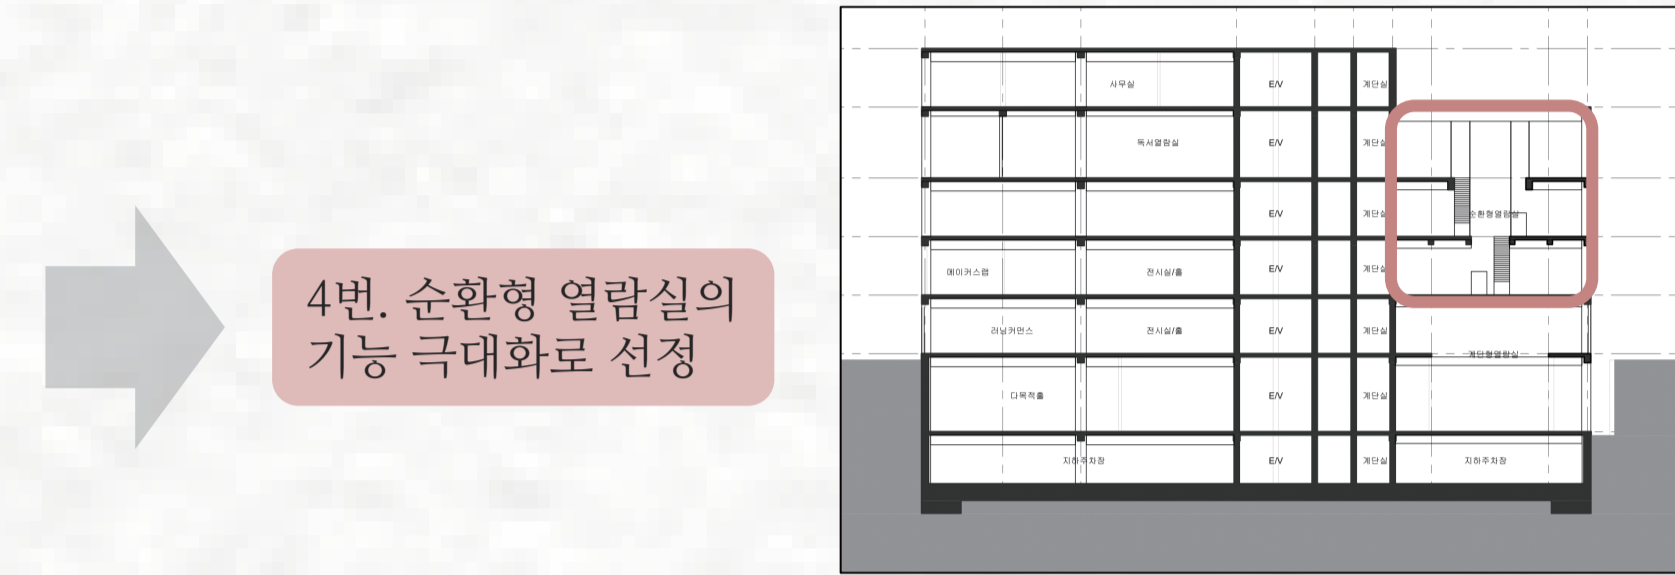 4번. 순환형 열람실의
기능 극대화로 선정
사무실 E/V 계단실
독서열람실 E/V 계단실
E/V 계단실 순환형열람실
메이커스랩 전시실/홀 E/V 계단실
러닝커먼스 전시실/홀 E/V 계단실
계단형열람실
다목적홀 E/V 계단실
지하주차장 E/V 계단실 지하주차장